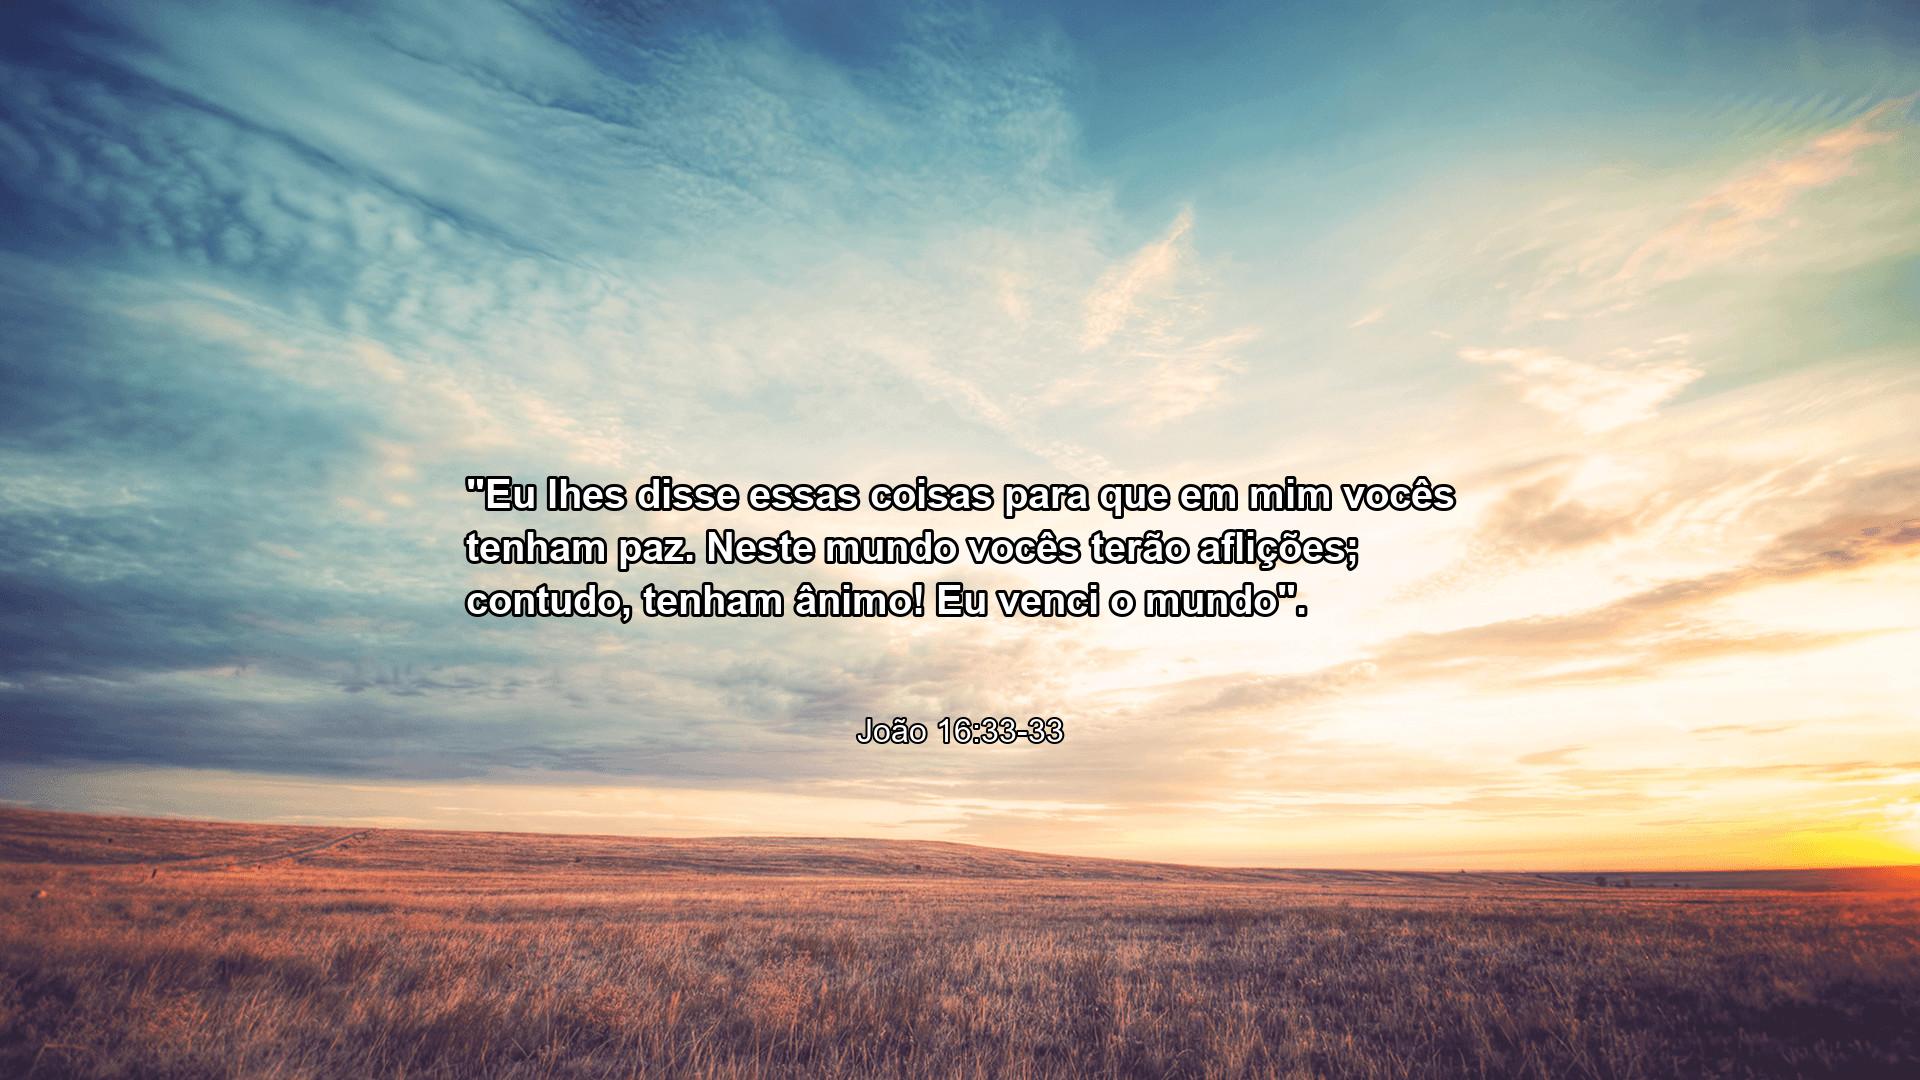 "Eu lhes disse essas coisas para que em mim vocês
tenham paz. Neste mundo vocês terão aflições;
contudo, tenham ânimo! Eu venci o mundo".
João 16:33-33